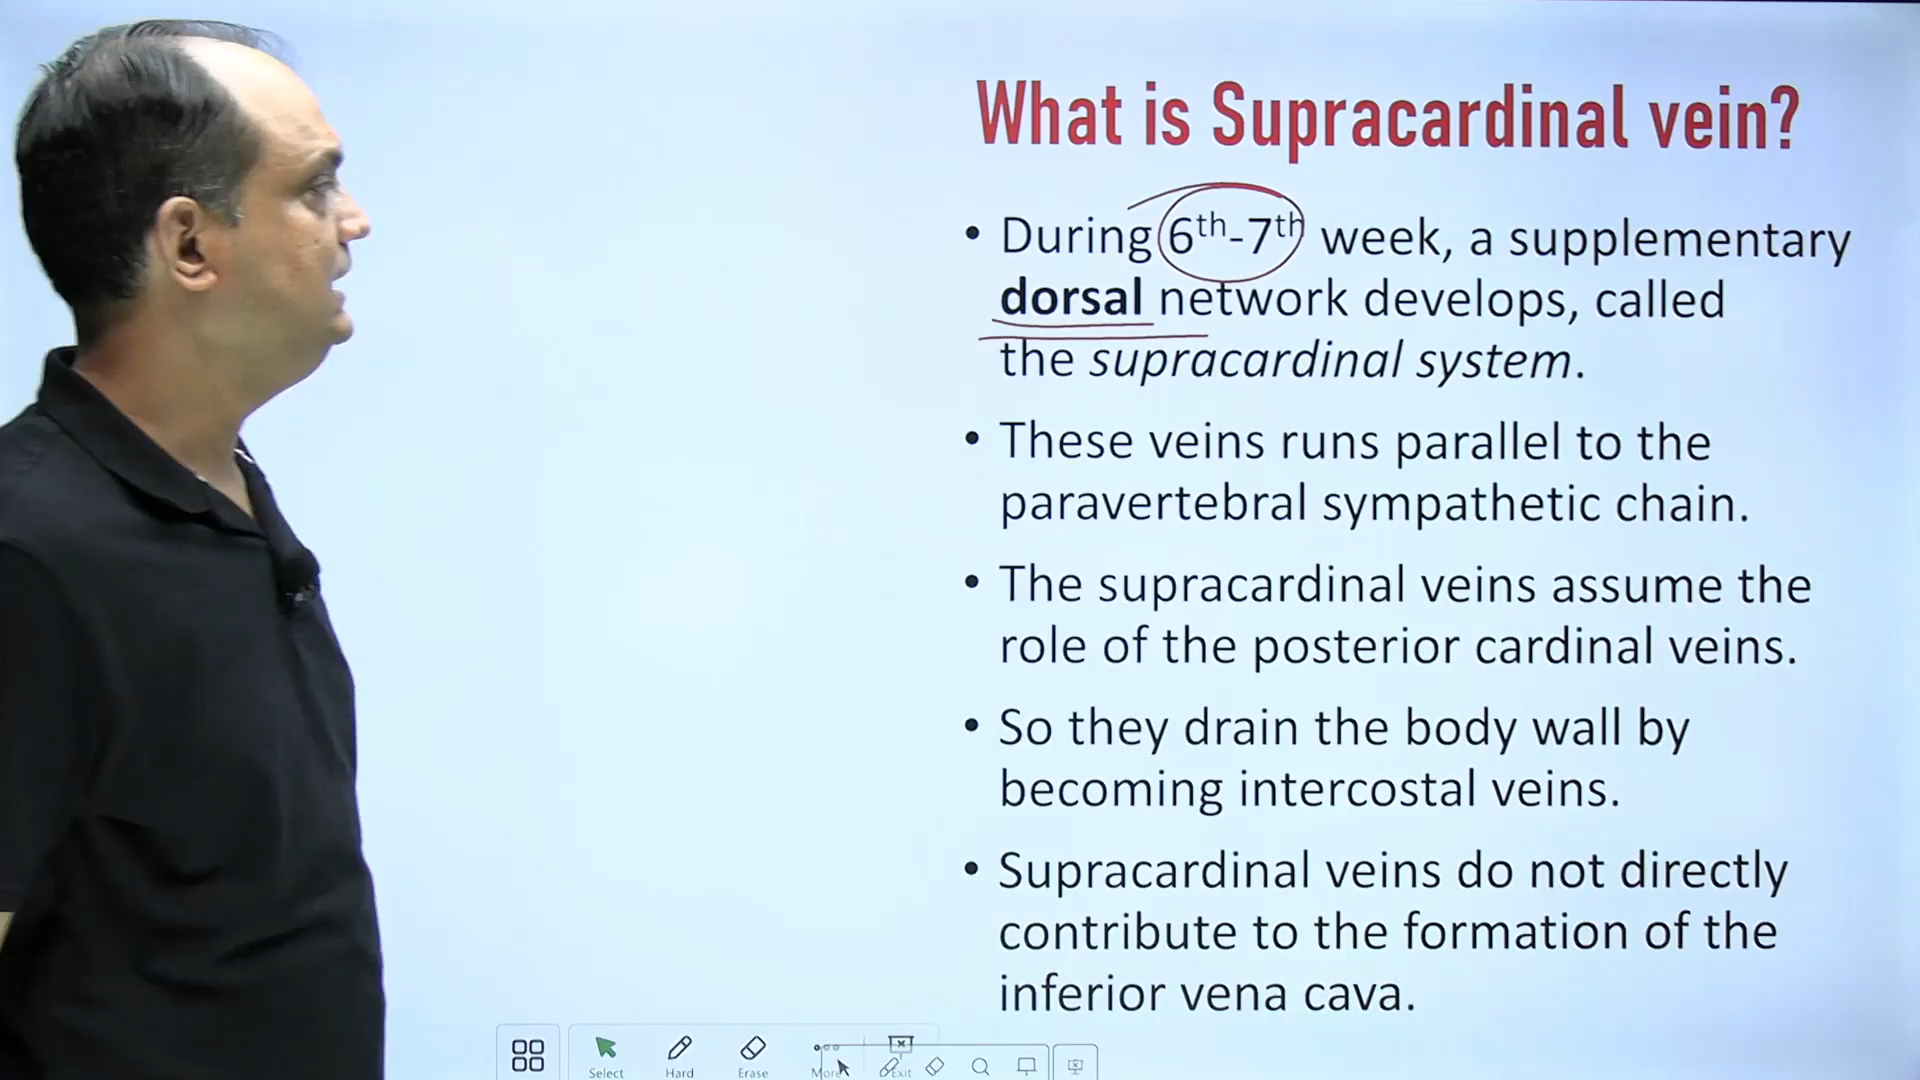 What is Supracardinal vein?
• During 6th-7th week, a supplementary
dorsal network develops, called
the supracardinal system.
• These veins runs parallel to the
paravertebral sympathetic chain.
• The supracardinal veins assume the
role of the posterior cardinal veins.
• So they drain the body wall by
becoming intercostal veins.
• Supracardinal veins do not directly
contribute to the formation of the
inferior vena cava.
Select Hard Erase More Exit